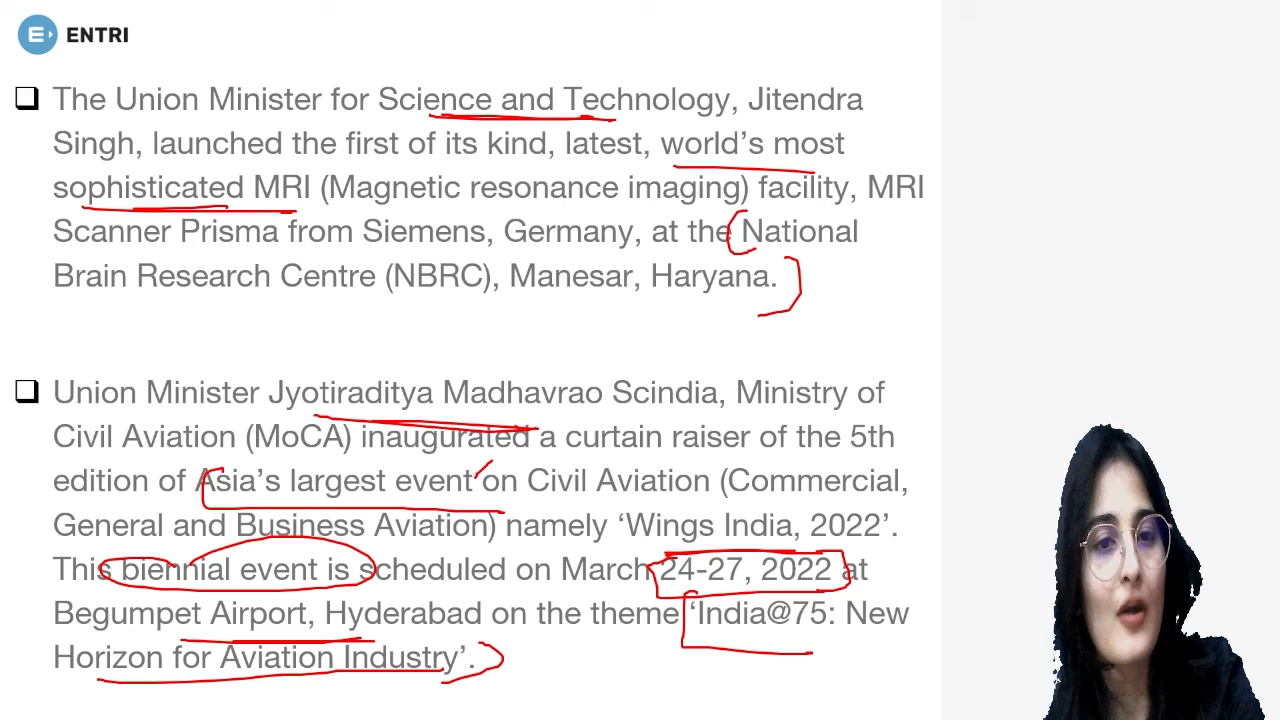 ENTRI
The Union Minister for Science and Technology, Jitendra
Singh, launched the first of its kind, latest, world’s most
sophisticated MRI (Magnetic resonance imaging) facility, MRI
Scanner Prisma from Siemens, Germany, at the National
Brain Research Centre (NBRC), Manesar, Haryana.
Union Minister Jyotiraditya Madhavrao Scindia, Ministry of
Civil Aviation (MoCA) inaugurated a curtain raiser of the 5th
edition of Asia’s largest event on Civil Aviation (Commercial,
General and Business Aviation) namely ‘Wings India, 2022’.
This biennial event is scheduled on March 24-27, 2022 at
Begumpet Airport, Hyderabad on the theme ‘India@75: New
Horizon for Aviation Industry’.